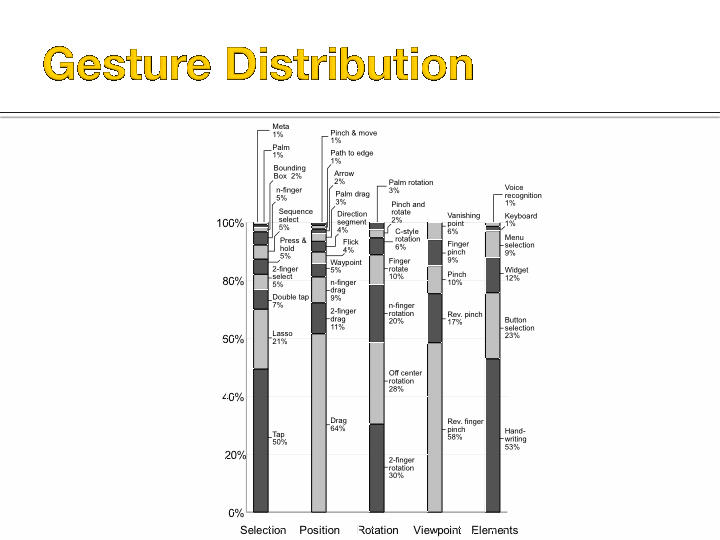 Gesture Distribution
Meta
1%
Palm
1%
Bounding
Box 2%
n-finger
5%
Sequence
select
5%
Press &
hold
5%
2-finger
select
5%
Double tap
7%
Lasso
21%
Tap
50%
Pinch & move
1%
Path to edge
1%
Arrow
2%
Palm drag
3%
Direction
segment
4%
Flick
4%
Waypoint
5%
n-finger
drag
9%
2-finger
drag
11%
Drag
64%
Palm rotation
3%
Pinch and
rotate
2%
C-style
rotation
6%
Finger
rotate
10%
n-finger
rotation
20%
Off center
rotation
28%
2-finger
rotation
30%
Vanishing
point
6%
Finger
pinch
9%
Pinch
10%
Rev. pinch
17%
Rev. finger
pinch
58%
Voice
recognition
1%
Keyboard
1%
Menu
selection
9%
Widget
12%
Button
selection
23%
Hand-
writing
53%
100%
80%
60%
40%
20%
0%
Selection Position Rotation Viewpoint Elements